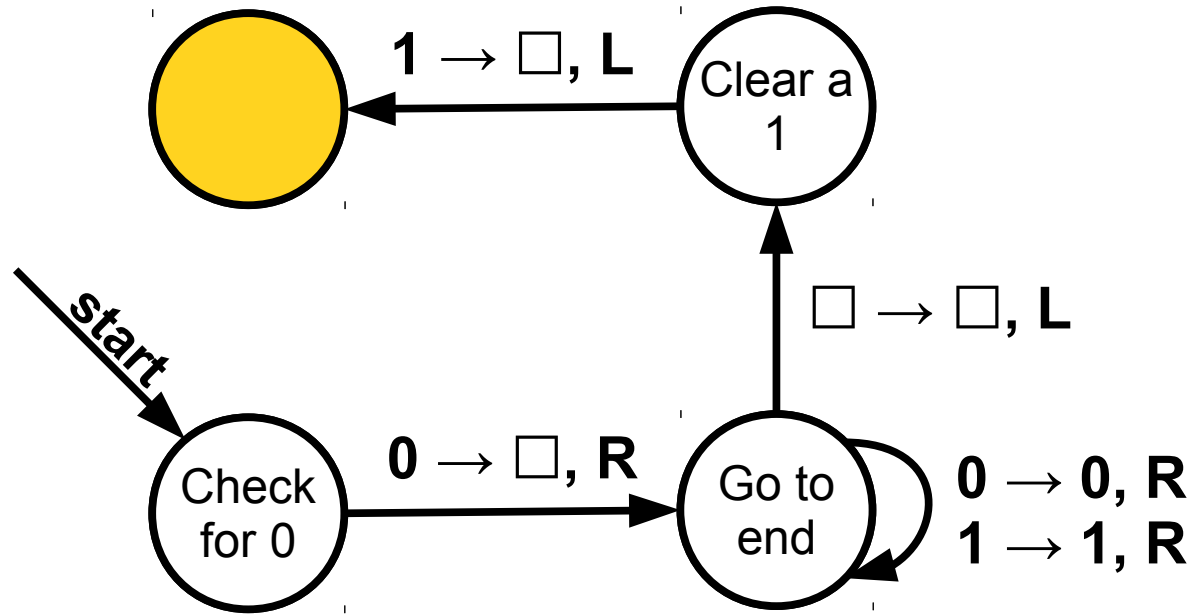 1 → □, L
Clear a
1
start
□ → □, L
Check
for 0
0 → □, R
Go to
end
0 → 0, R
1 → 1, R